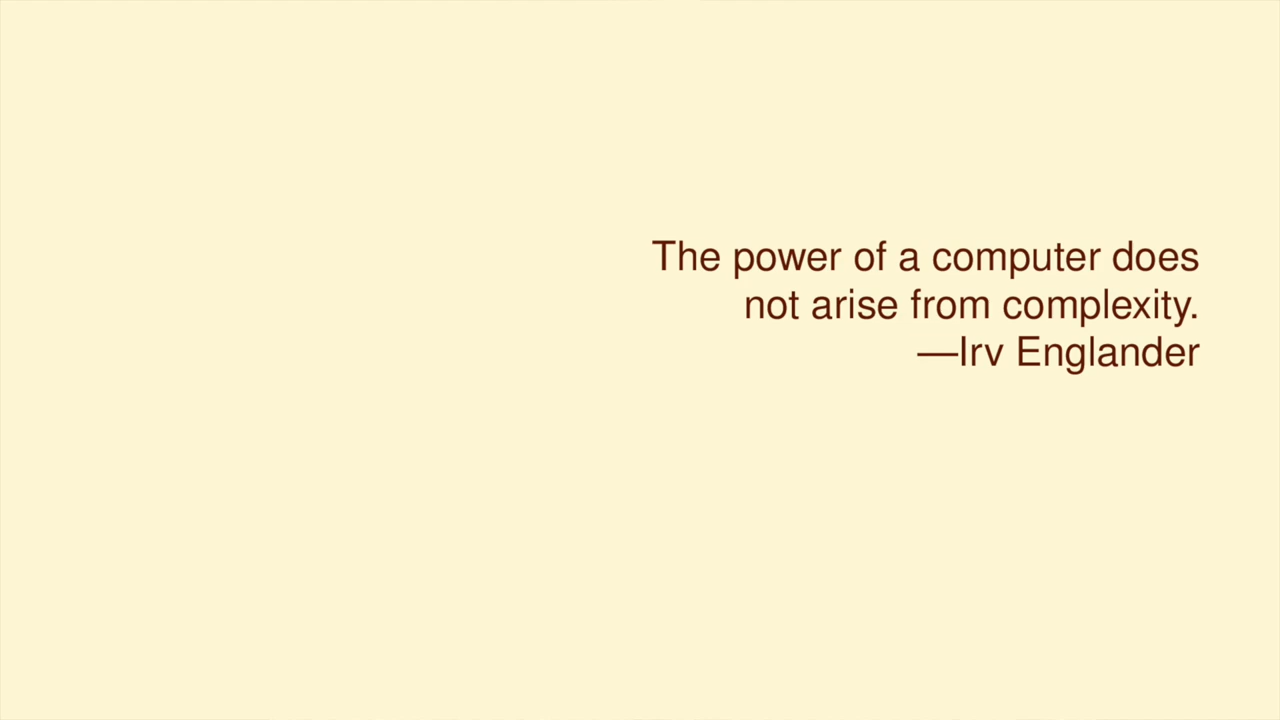 The power of a computer does
not arise from complexity.
—Irv Englander